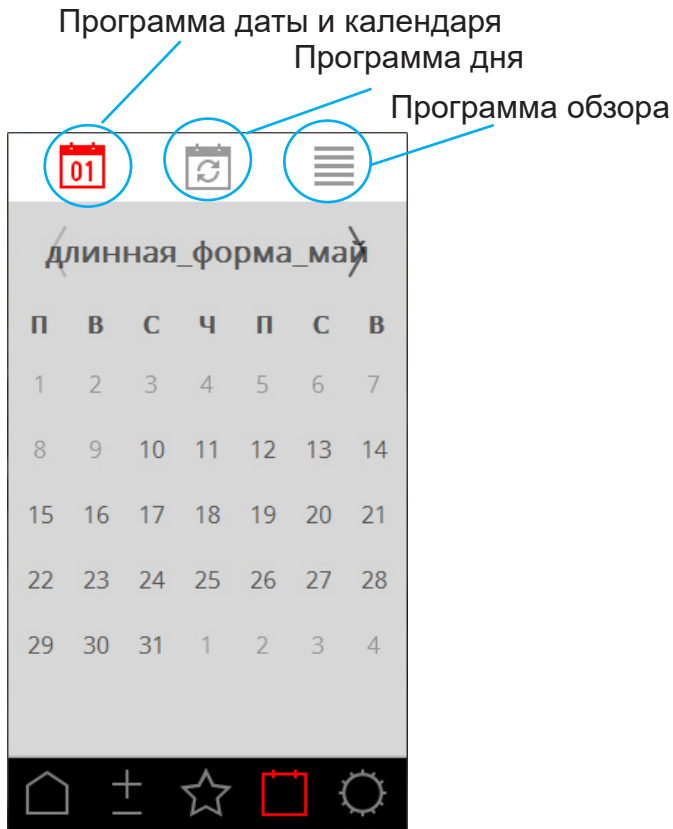 Программа даты и календаря
Программа дня
Программа обзора
01
длинная_форма_май
П В С Ч П С В
1 2 3 4 5 6 7
8 9 10 11 12 13 14
15 16 17 18 19 20 21
22 23 24 25 26 27 28
29 30 31 1 2 3 4